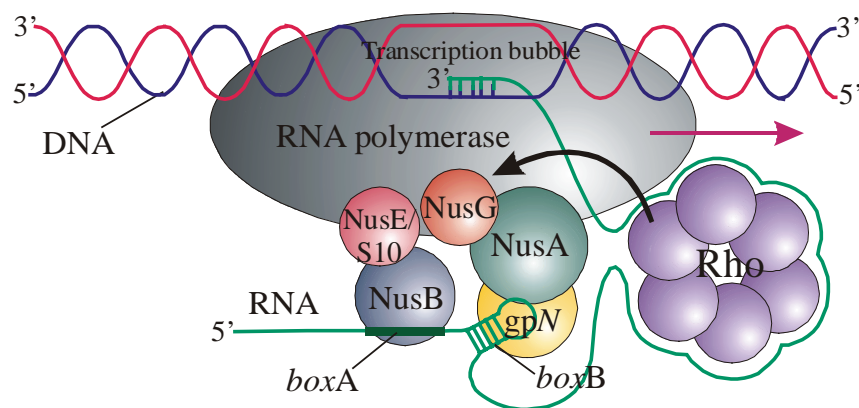 3’
3’
Transcription bubble
3’
5’
5’
DNA
RNA polymerase
NusE/
S10
NusG
NusA
Rho
RNA
NusB
gpN
5’
boxA
boxB